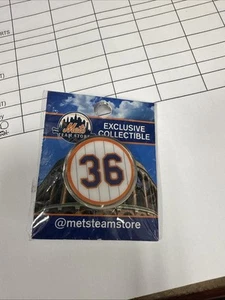 Mets
TEAM STORE
EXCLUSIVE
COLLECTIBLE
36
@metsteamstore